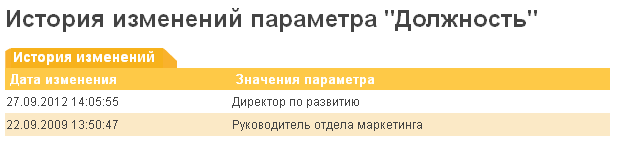 История изменений параметра "Должность"
История изменений
Дата изменения Значения параметра
27.09.2012 14:05:55 Директор по развитию
22.09.2009 13:50:47 Руководитель отдела маркетинга